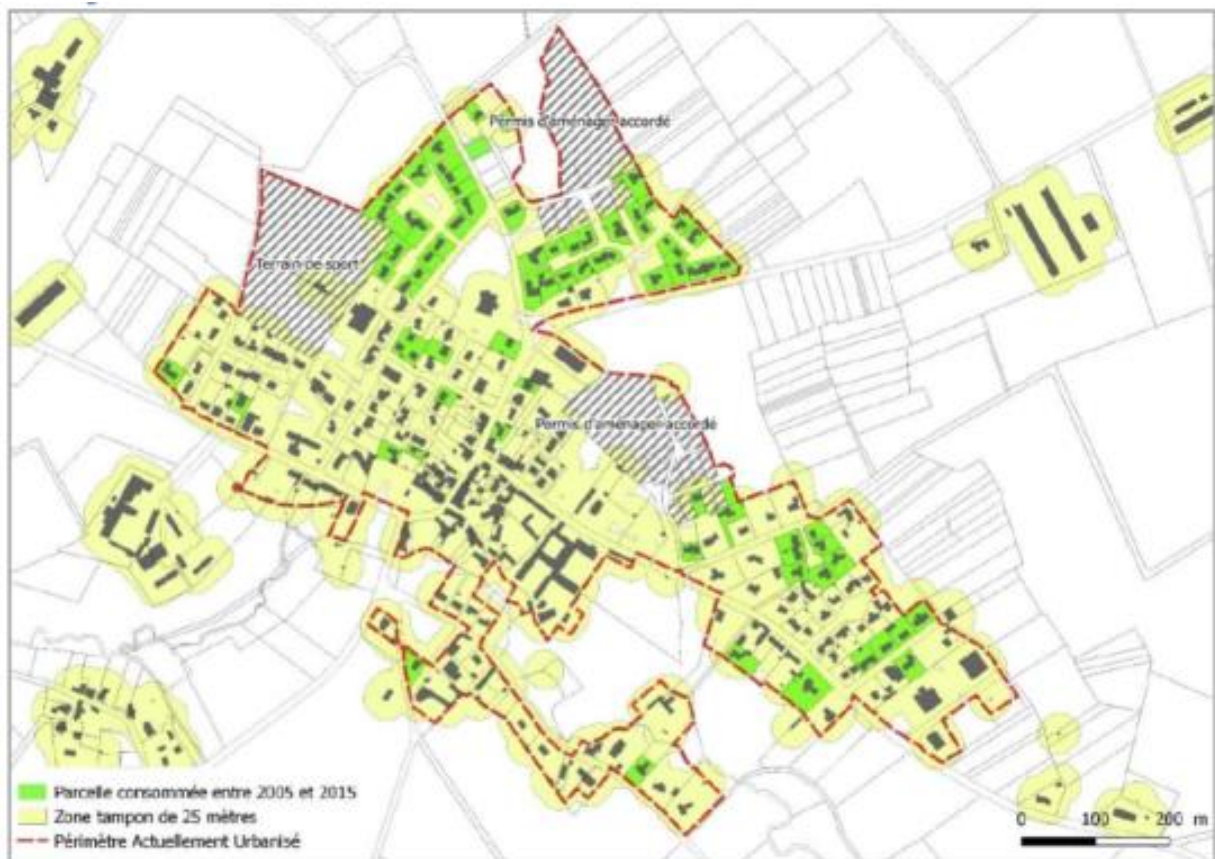 Permis d'aménager accordé
Terrain de sport
Permis d'aménager accordé
Parcelle consommée entre 2005 et 2015
Zone tampon de 25 mètres
Périmètre Actuellement Urbanisé
0 100 200 m